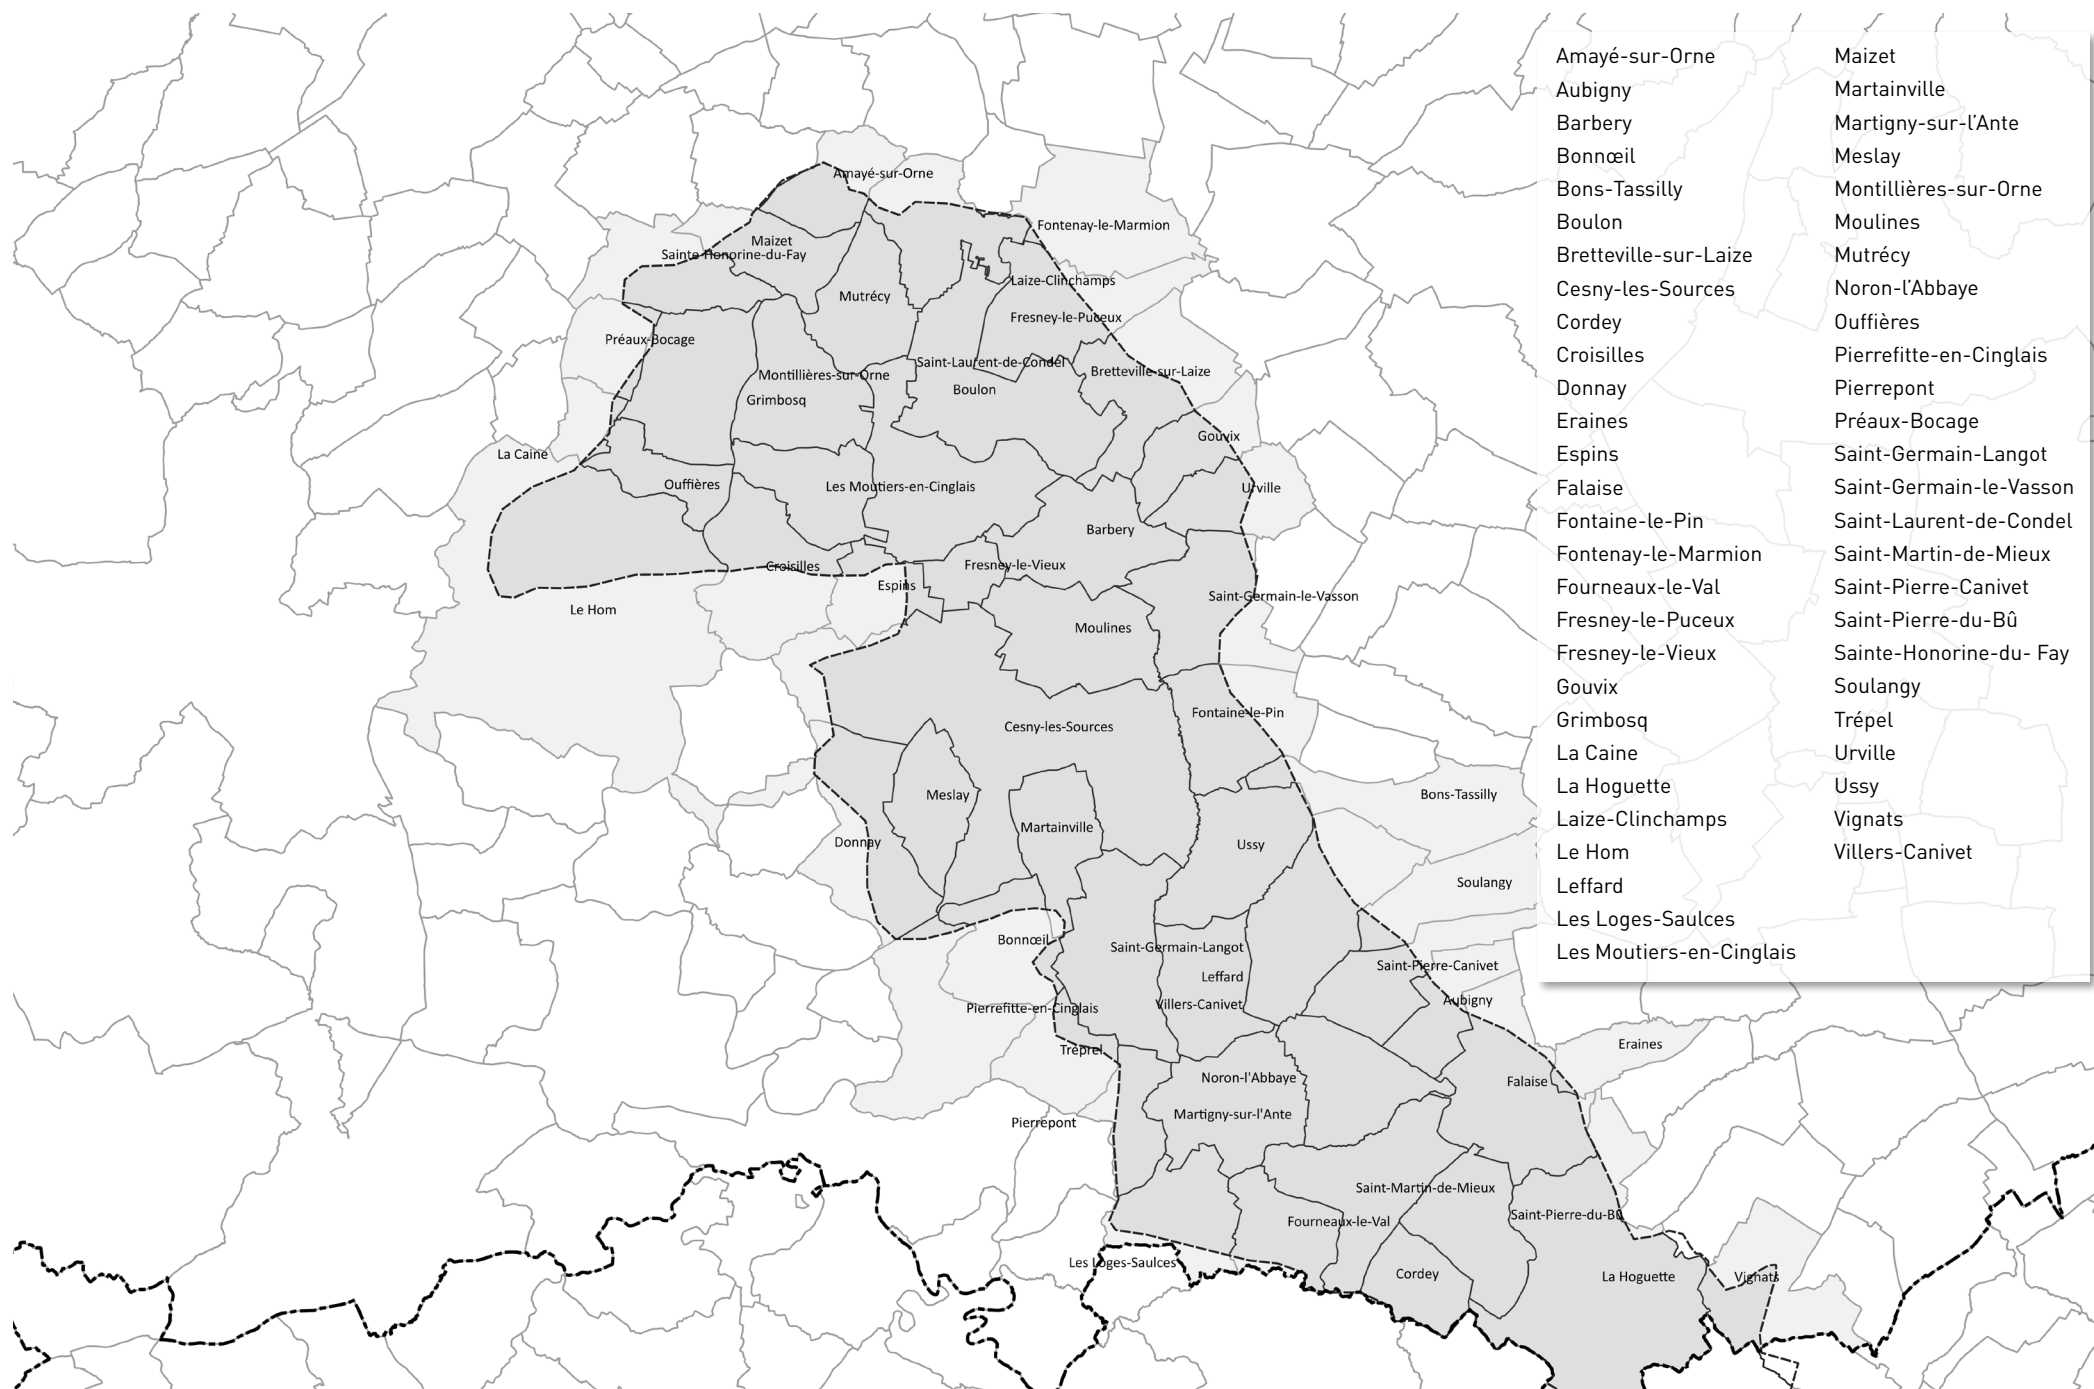 Amayé-sur-Orne
Fontenay-le-Marmion
Maizet
Sainte-Honorine-du-Fay
Laize-Clinchamps
Mutrécy
Fresney-le-Puceux
Préaux-Bocage
Saint-Laurent-de-Condel
Bretteville-sur-Laize
Montillières-sur-Orne
Boulon
Grimbosq
Gouvix
La Caine
Ouffières
Les Moutiers-en-Cinglais
Urville
Barbery
Croisilles
Fresney-le-Vieux
Espins
Saint-Germain-le-Vasson
Le Hom
Moulines
Fontaine-le-Pin
Cesny-les-Sources
Meslay
Bons-Tassilly
Martainville
Donnay
Ussy
Soulangy
Bonnœil
Saint-Germain-Langot
Saint-Pierre-Canivet
Leffard
Aubigny
Villers-Canivet
Pierrefitte-en-Cinglais
Eraines
Tréprel
Noron-l'Abbaye
Falaise
Martigny-sur-l'Ante
Pierrepont
Saint-Martin-de-Mieux
Saint-Pierre-du-Bû
Fourneaux-le-Val
Les Loges-Saulces
Cordey
La Hoguette
Vignats
Amayé-sur-Orne
Aubigny
Barbery
Bonnœil
Bons-Tassilly
Boulon
Bretteville-sur-Laize
Cesny-les-Sources
Cordey
Croisilles
Donnay
Eraines
Espins
Falaise
Fontaine-le-Pin
Fontenay-le-Marmion
Fourneaux-le-Val
Fresney-le-Puceux
Fresney-le-Vieux
Gouvix
Grimbosq
La Caine
La Hoguette
Laize-Clinchamps
Le Hom
Leffard
Les Loges-Saulces
Les Moutiers-en-Cinglais
Maizet
Martainville
Martigny-sur-l’Ante
Meslay
Montillières-sur-Orne
Moulines
Mutrécy
Noron-l’Abbaye
Ouffières
Pierrefitte-en-Cinglais
Pierrepont
Préaux-Bocage
Saint-Germain-Langot
Saint-Germain-le-Vasson
Saint-Laurent-de-Condel
Saint-Martin-de-Mieux
Saint-Pierre-Canivet
Saint-Pierre-du-Bû
Sainte-Honorine-du- Fay
Soulangy
Trépel
Urville
Ussy
Vignats
Villers-Canivet